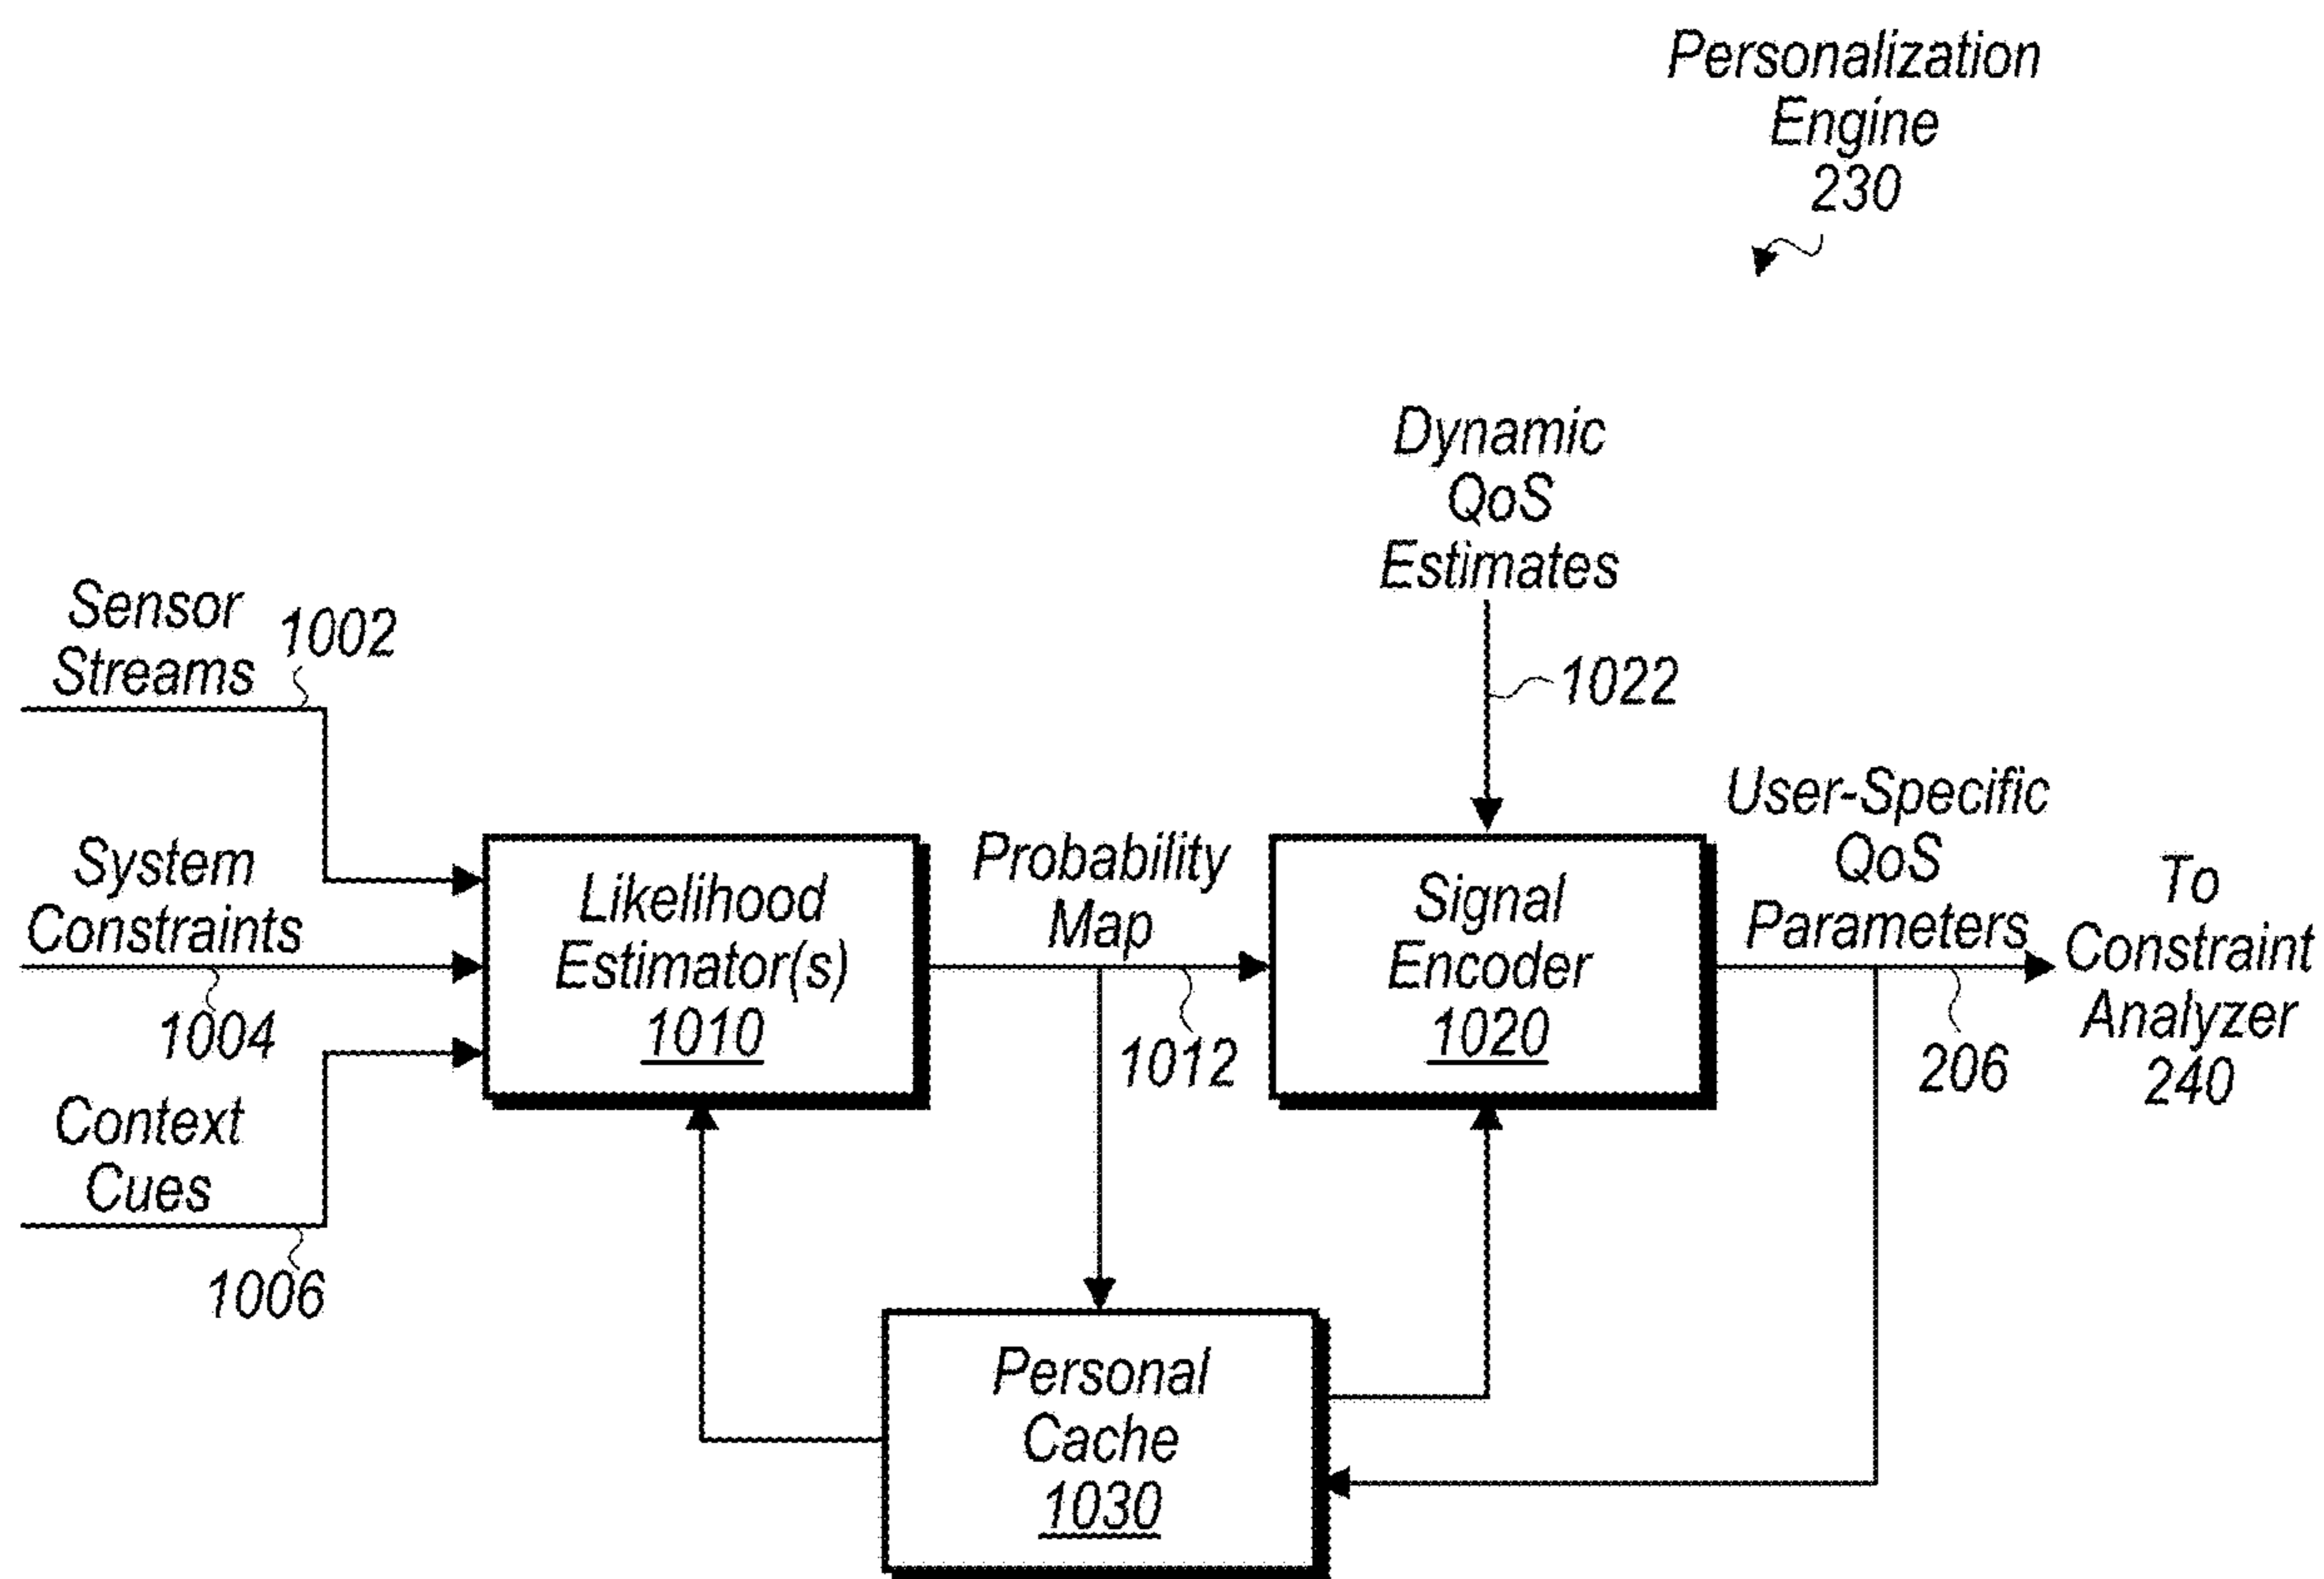 Personalization
Engine
230
Dynamic
QoS
Estimates
1022
Sensor
Streams
1002
System
Constraints
1004
Context
Cues
1006
Likelihood
Estimator(s)
1010
Probability
Map
1012
Signal
Encoder
1020
User-Specific
QoS
Parameters
206
To
Constraint
Analyzer
240
Personal
Cache
1030